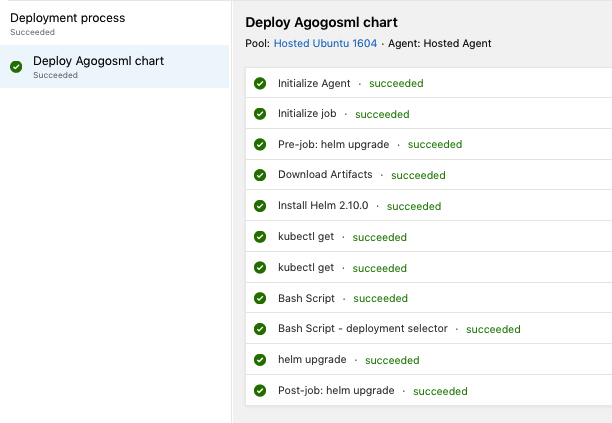 Deployment process
Succeeded
Deploy Agogosml chart
Succeeded
Deploy Agogosml chart
Pool: Hosted Ubuntu 1604 · Agent: Hosted Agent
Initialize Agent · succeeded
Initialize job · succeeded
Pre-job: helm upgrade · succeeded
Download Artifacts · succeeded
Install Helm 2.10.0 · succeeded
kubectl get · succeeded
kubectl get · succeeded
Bash Script · succeeded
Bash Script - deployment selector · succeeded
helm upgrade · succeeded
Post-job: helm upgrade · succeeded